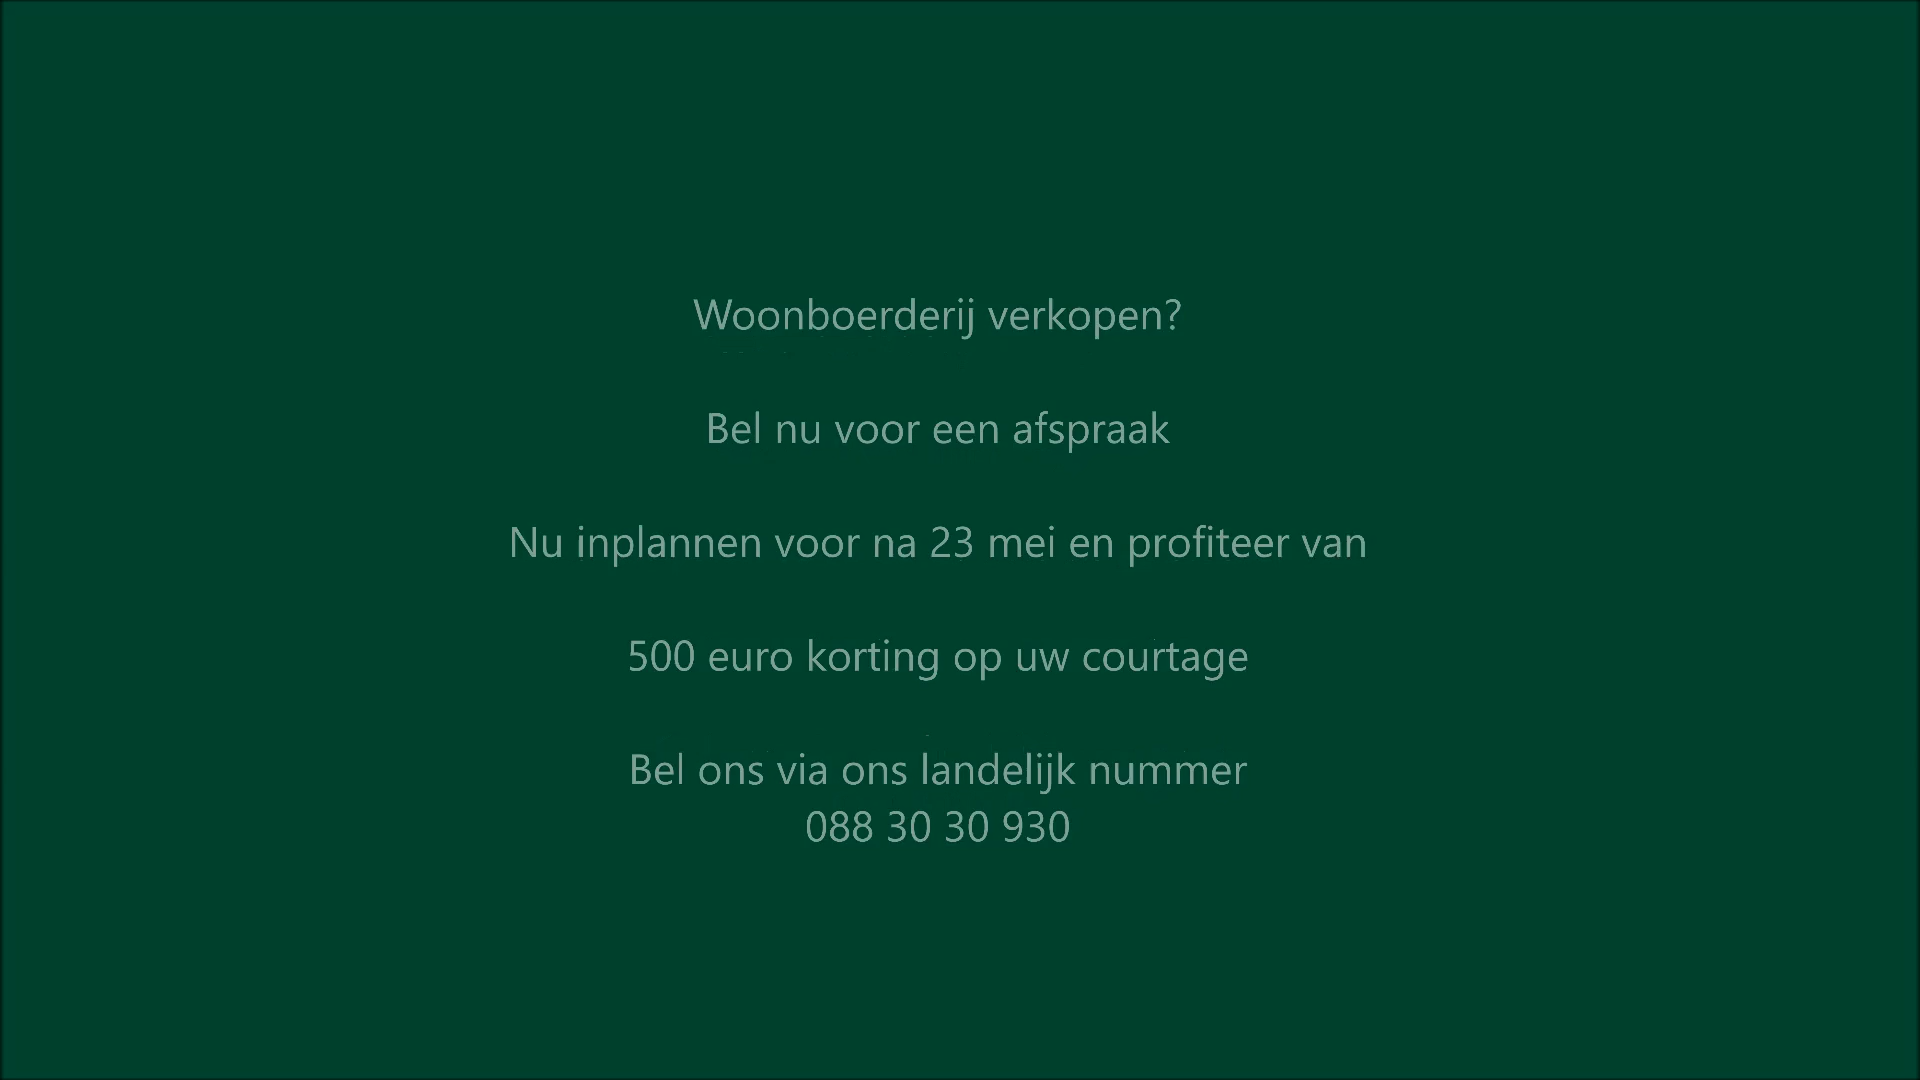 Woonboerderij verkopen?
Bel nu voor een afspraak
Nu inplannen voor na 23 mei en profiteer van
500 euro korting op uw courtage
Bel ons via ons landelijk nummer
088 30 30 930